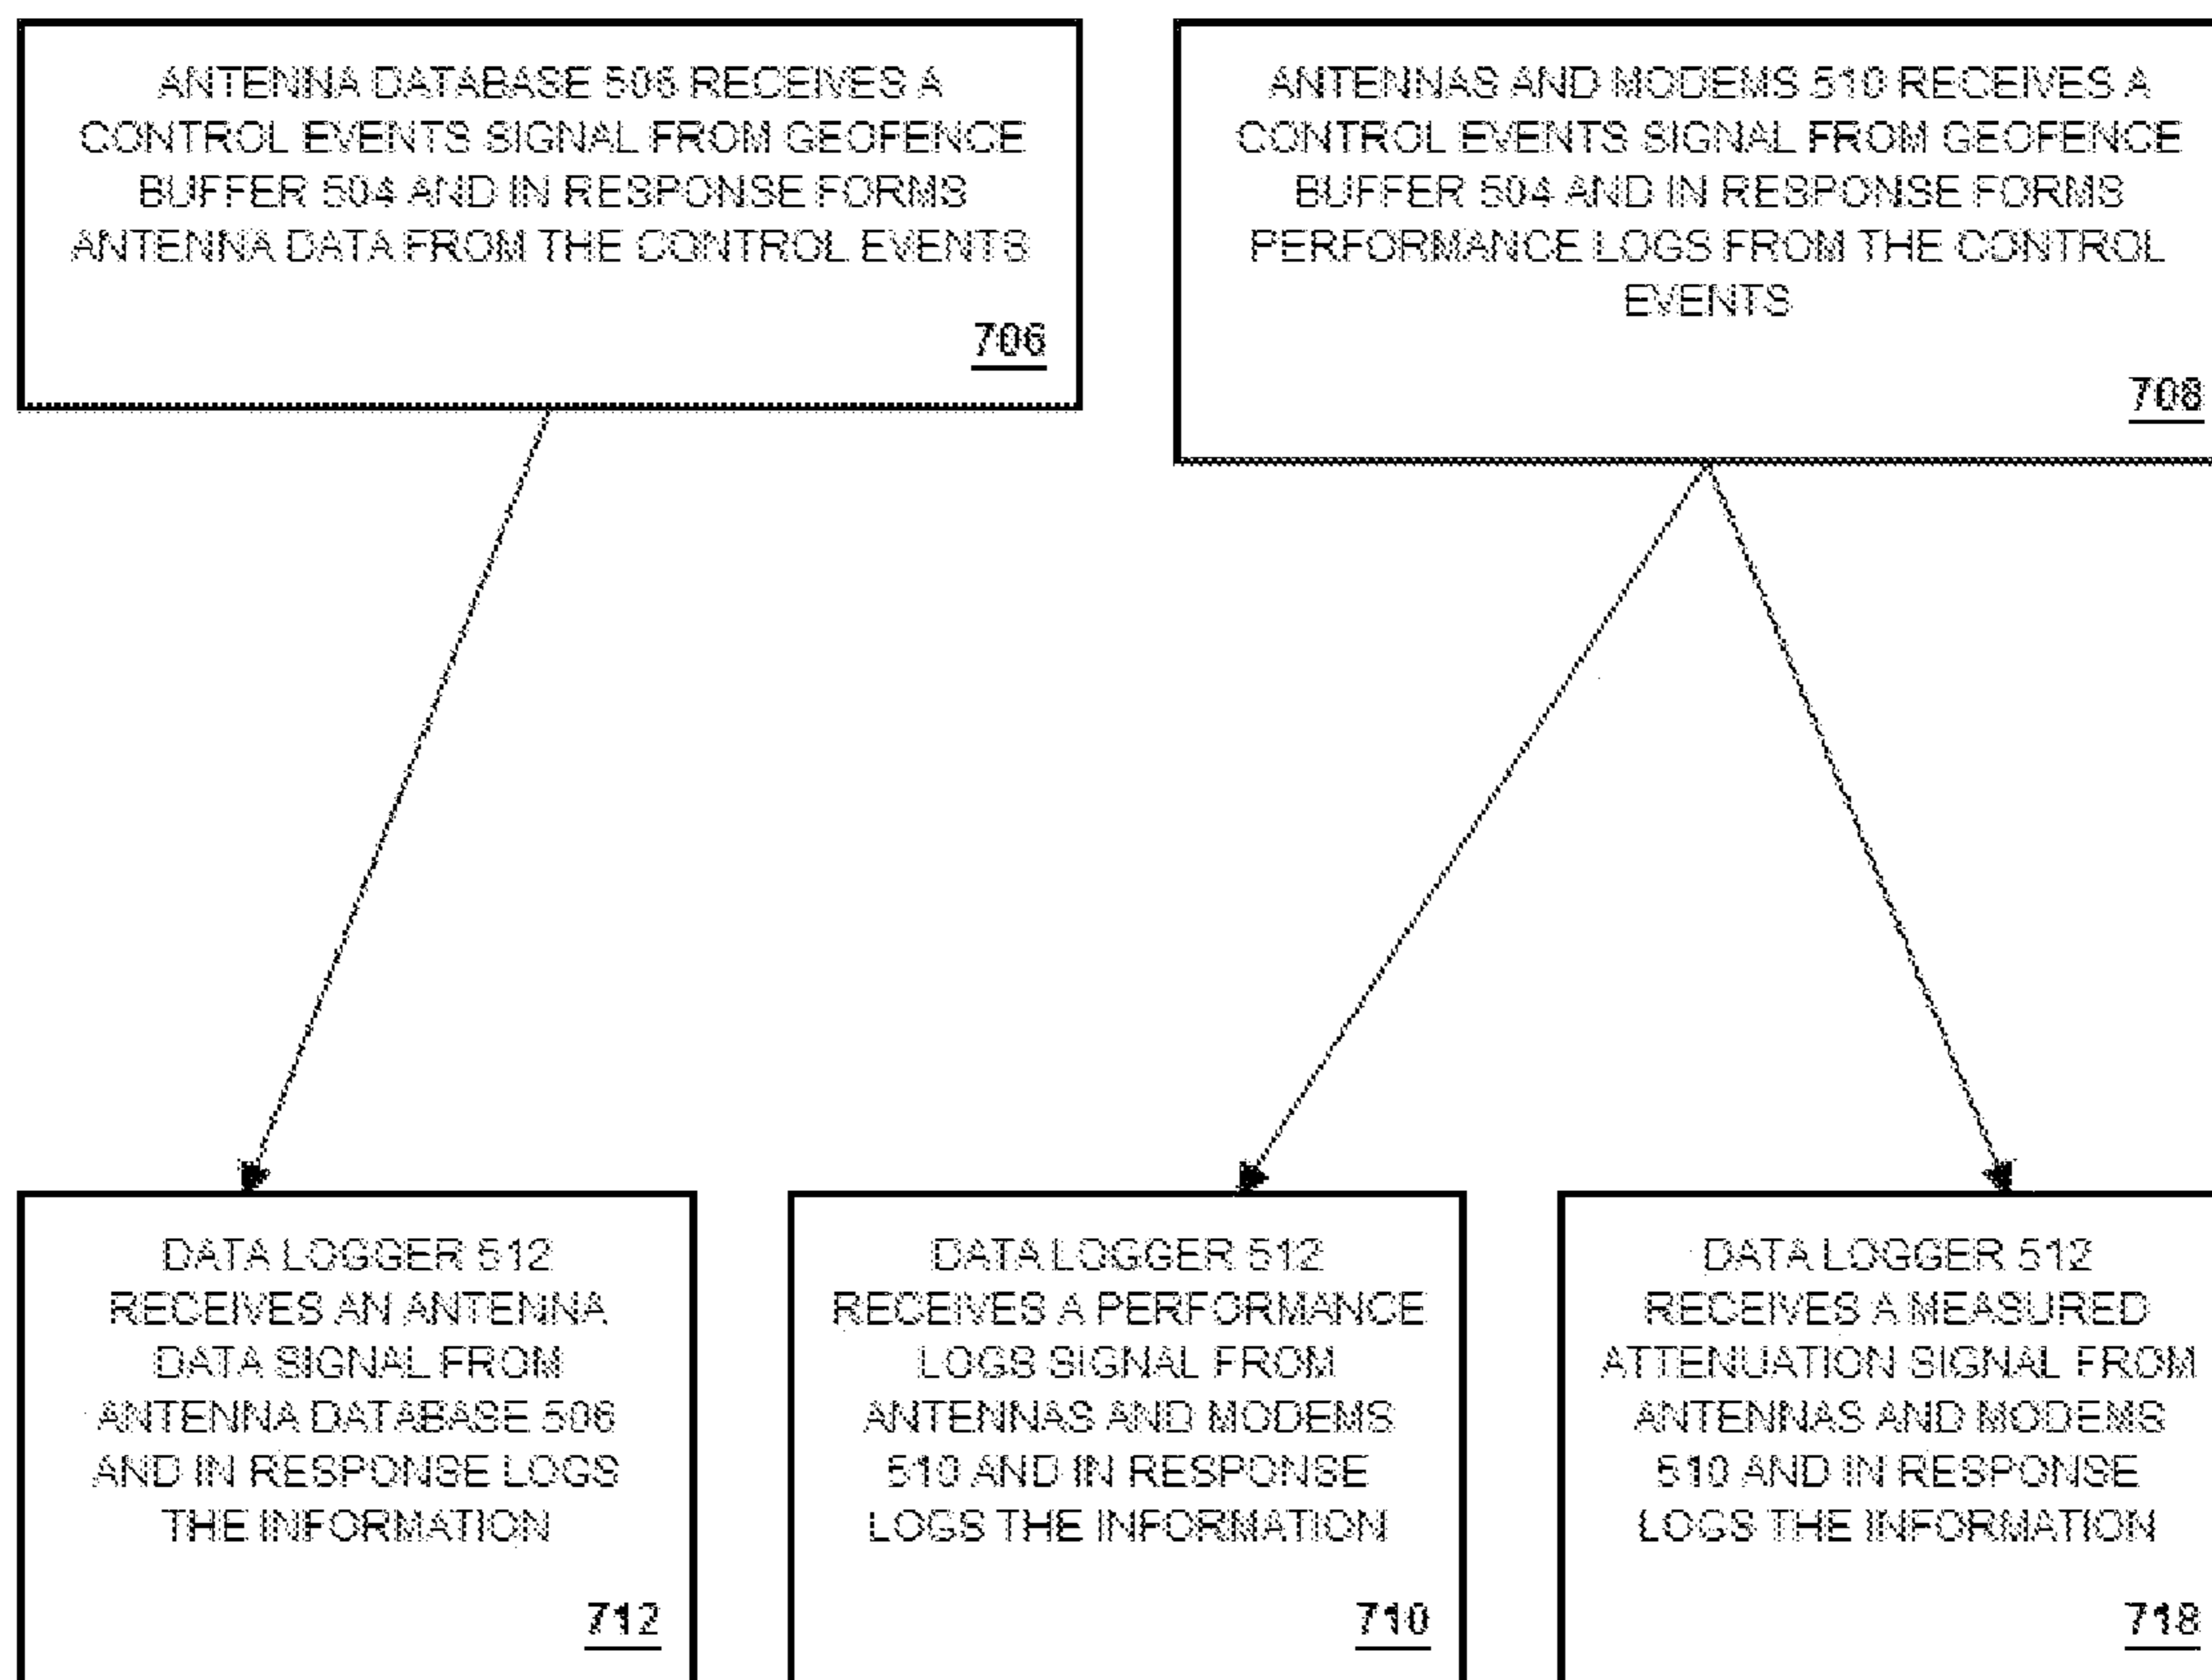 ANTENNA DATABASE 506 RECEIVES A
CONTROL EVENTS SIGNAL FROM GEOFENCE
BUFFER 504 AND IN RESPONSE FORMS
ANTENNA DATA FROM THE CONTROL EVENTS
706
ANTENNAS AND MODEMS 510 RECEIVES A
CONTROL EVENTS SIGNAL FROM GEOFENCE
BUFFER 504 AND IN RESPONSE FORMS
PERFORMANCE LOGS FROM THE CONTROL
EVENTS
708
DATA LOGGER 512
RECEIVES AN ANTENNA
DATA SIGNAL FROM
ANTENNA DATABASE 506
AND IN RESPONSE LOGS
THE INFORMATION
712
DATA LOGGER 512
RECEIVES A PERFORMANCE
LOGS SIGNAL FROM
ANTENNAS AND MODEMS
510 AND IN RESPONSE
LOGS THE INFORMATION
710
DATA LOGGER 512
RECEIVES A MEASURED
ATTENUATION SIGNAL FROM
ANTENNAS AND MODEMS
510 AND IN RESPONSE
LOGS THE INFORMATION
718